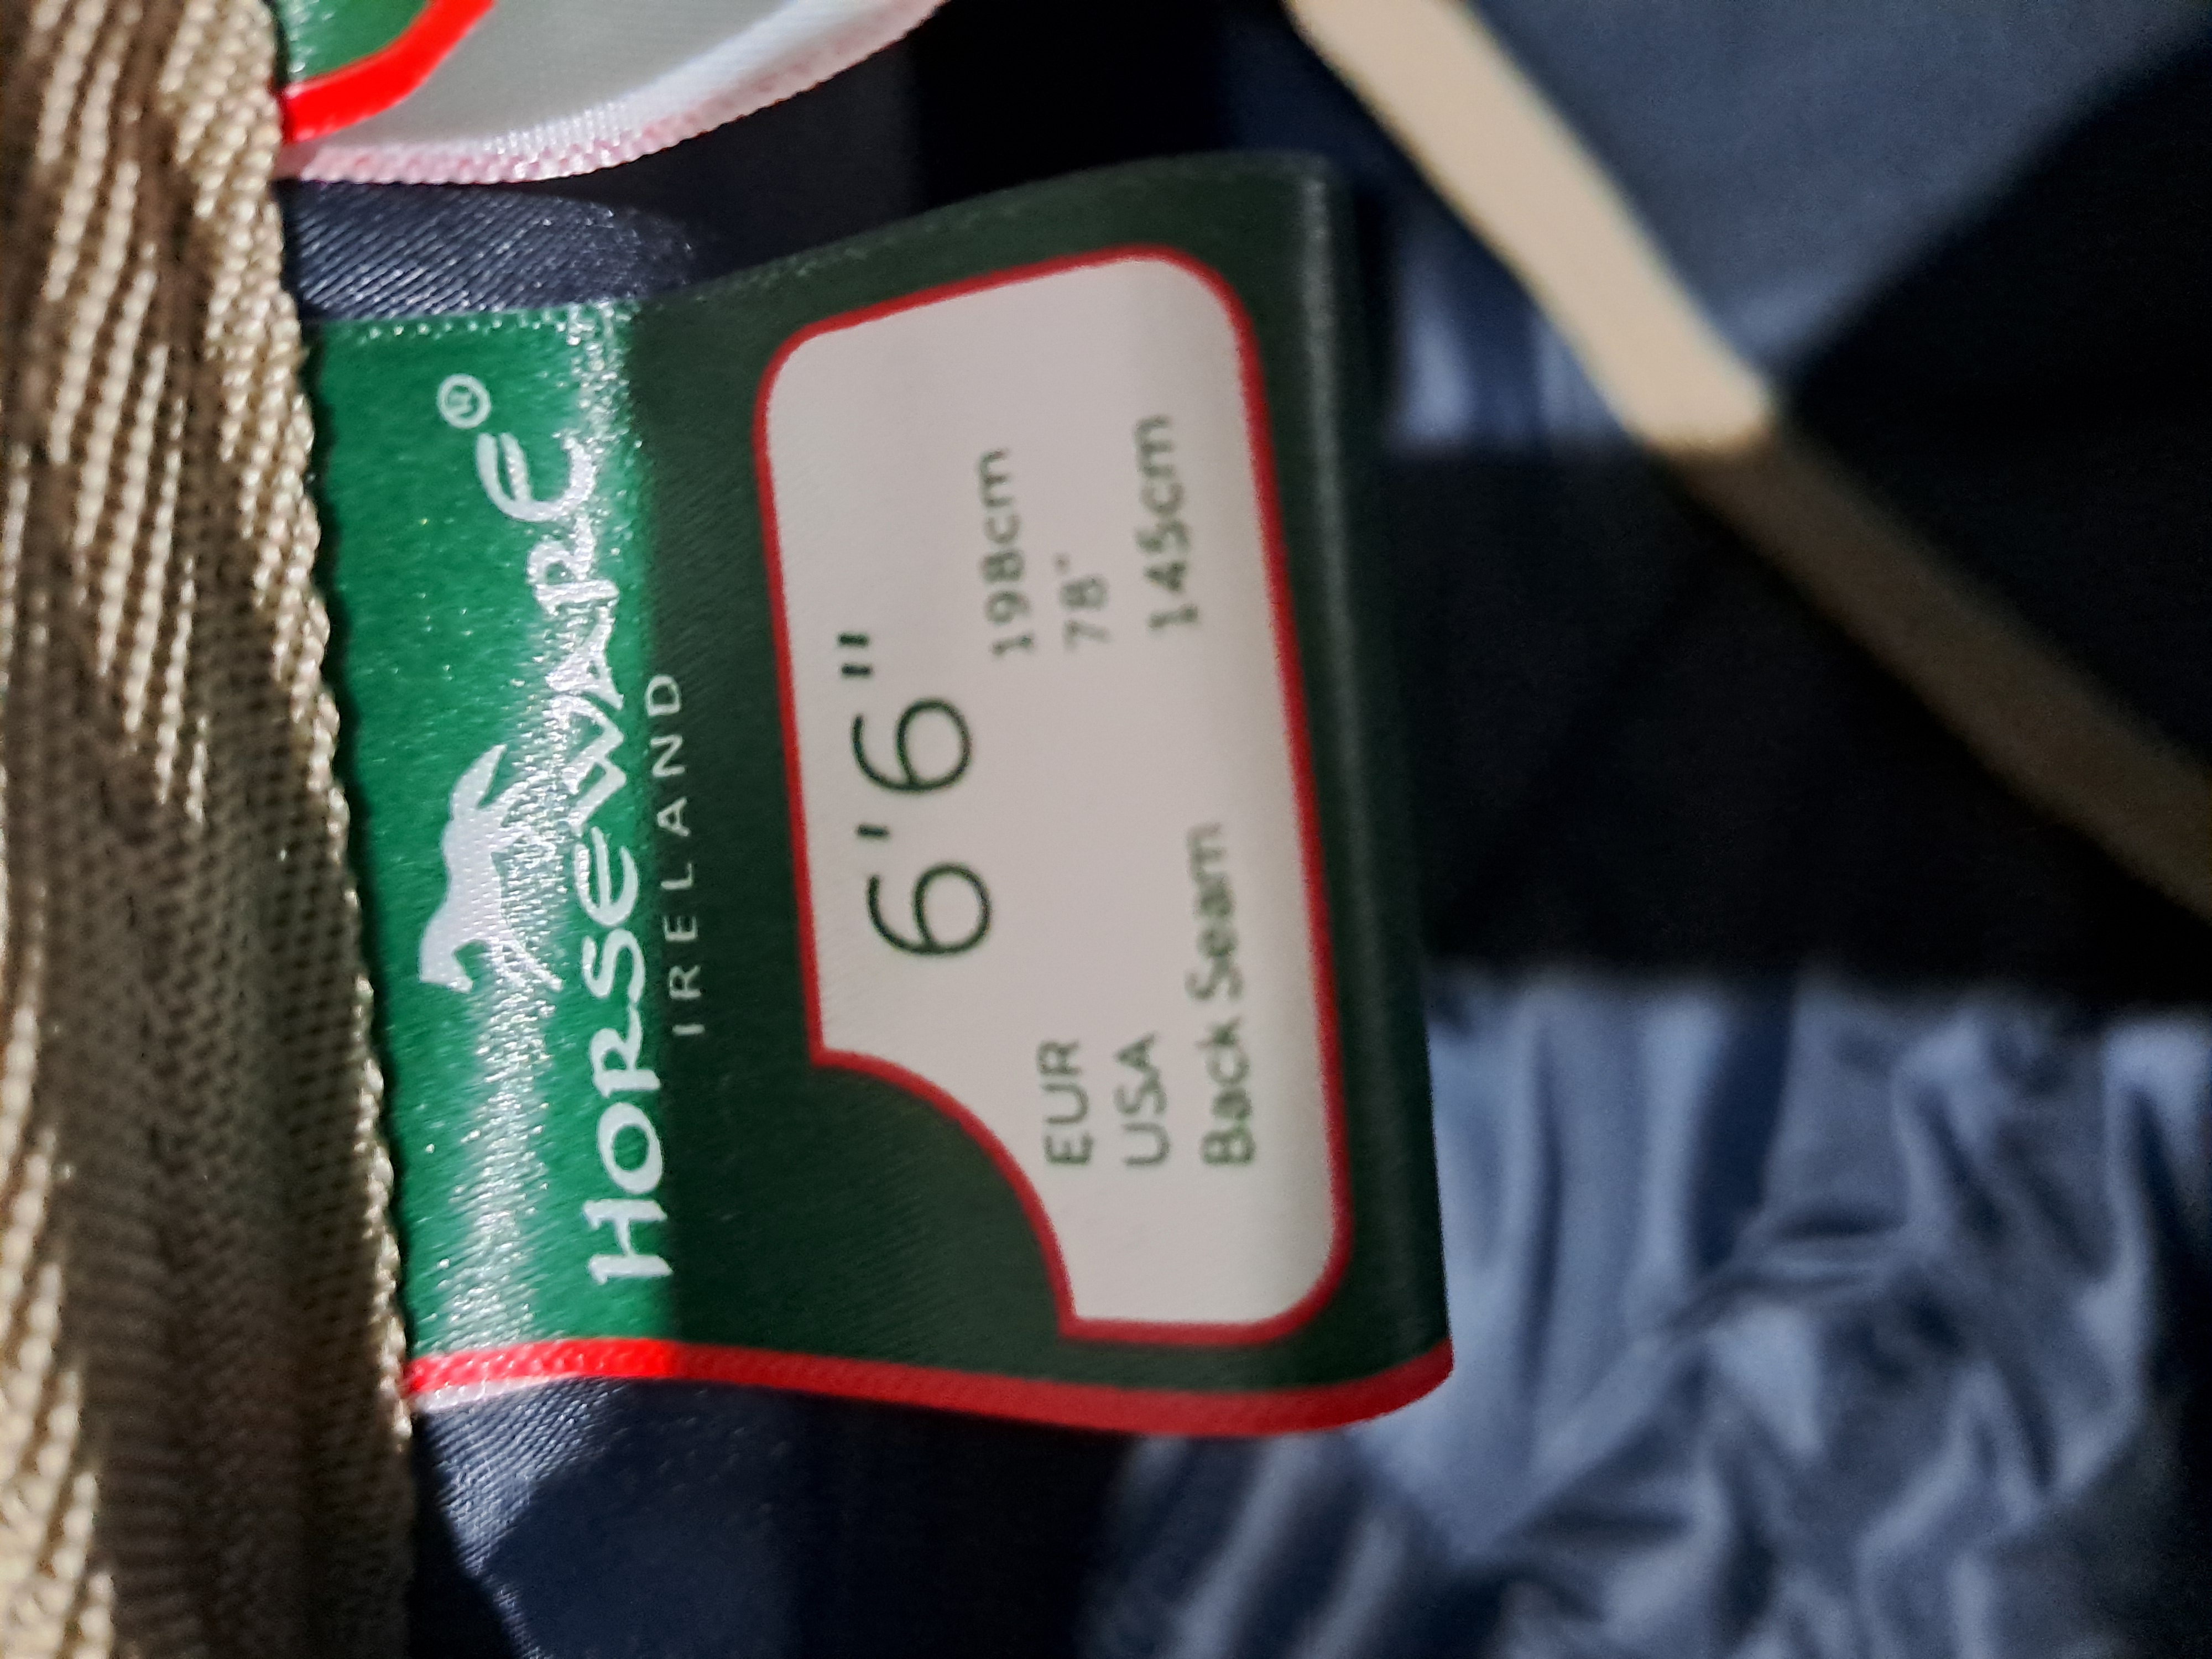 HORSEWARE®
IRELAND
6'6"
EUR 198cm
USA 78"
Back Seam 145cm